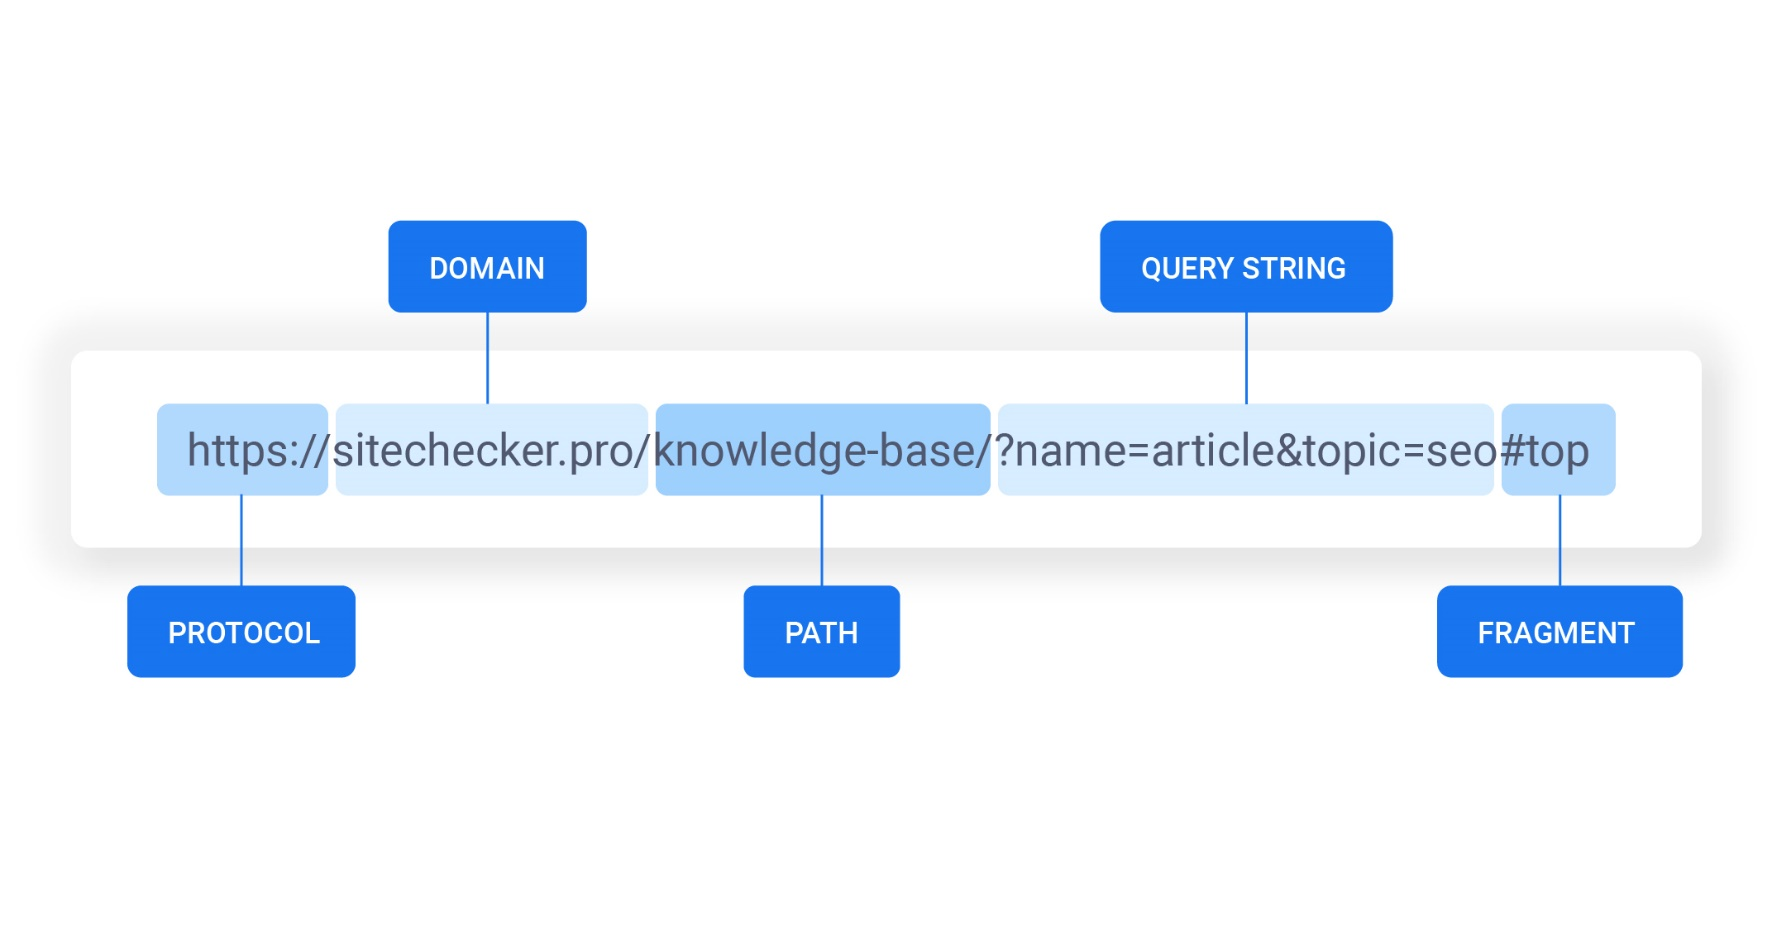 DOMAIN
QUERY STRING
https://sitechecker.pro/knowledge-base/?name=article&topic=seo#top
PROTOCOL
PATH
FRAGMENT